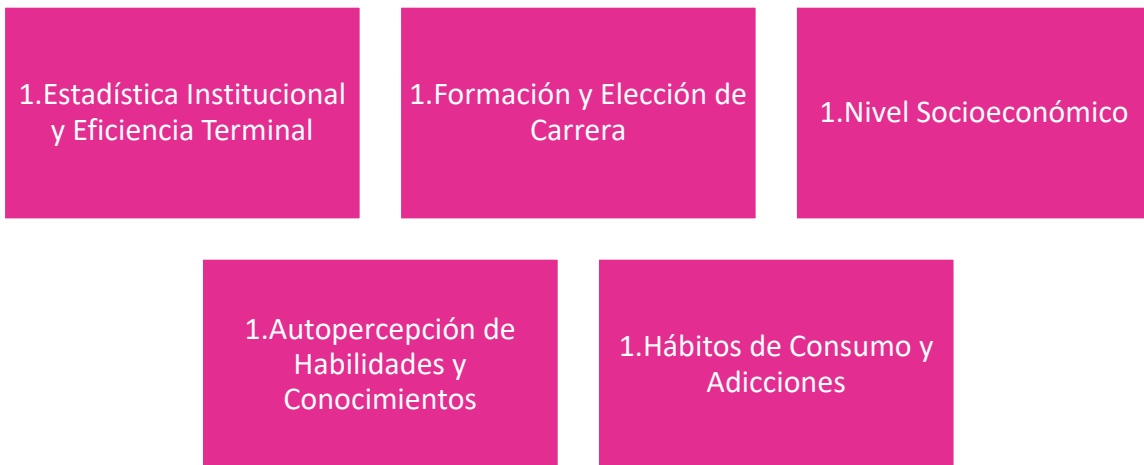 1.Estadística Institucional
y Eficiencia Terminal
1.Formación y Elección de
Carrera
1.Nivel Socioeconómico
1.Autopercepción de
Habilidades y
Conocimientos
1.Hábitos de Consumo y
Adicciones